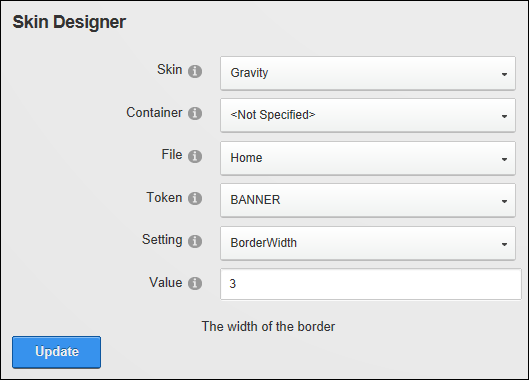 Skin Designer
Skin Gravity
Container <Not Specified>
File Home
Token BANNER
Setting BorderWidth
Value 3
The width of the border
Update